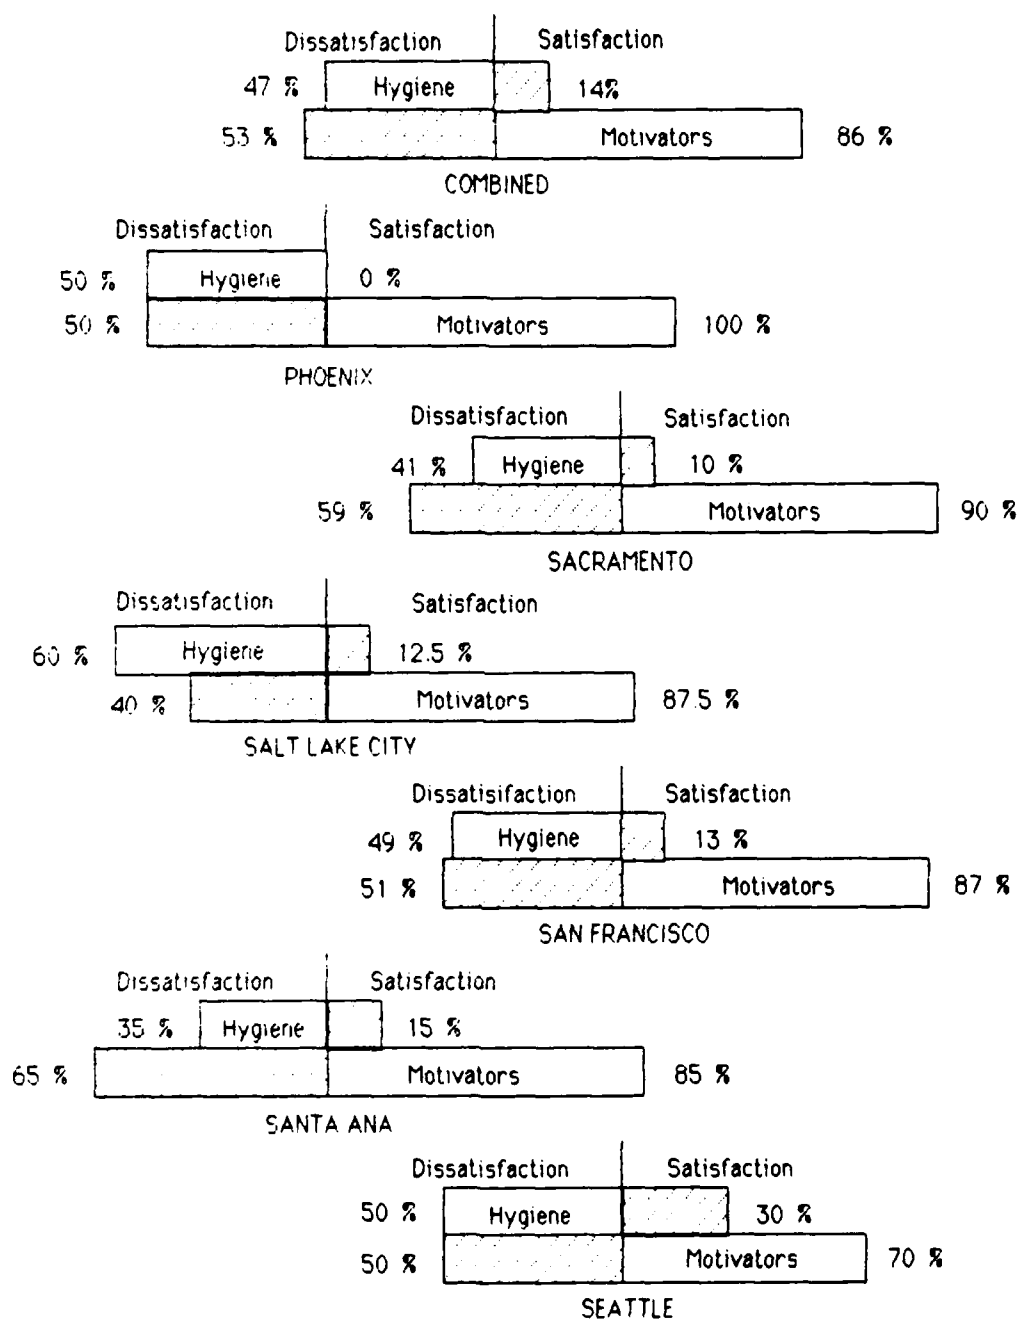 Dissatisfaction Satisfaction
47 % Hygiene 14%
53 % Motivators 86 %
COMBINED
Dissatisfaction Satisfaction
50 % Hygiene 0 %
50 % Motivators 100 %
PHOENIX
Dissatisfaction Satisfaction
41 % Hygiene 10 %
59 % Motivators 90 %
SACRAMENTO
Dissatisfaction Satisfaction
60 % Hygiene 12.5 %
40 % Motivators 87.5 %
SALT LAKE CITY
Dissatisifaction Satisfaction
49 % Hygiene 13 %
51 % Motivators 87 %
SAN FRANCISCO
Dissatisfaction Satisfaction
35 % Hygiene 15 %
65 % Motivators 85 %
SANTA ANA
Dissatisfaction Satisfaction
50 % Hygiene 30 %
50 % Motivators 70 %
SEATTLE